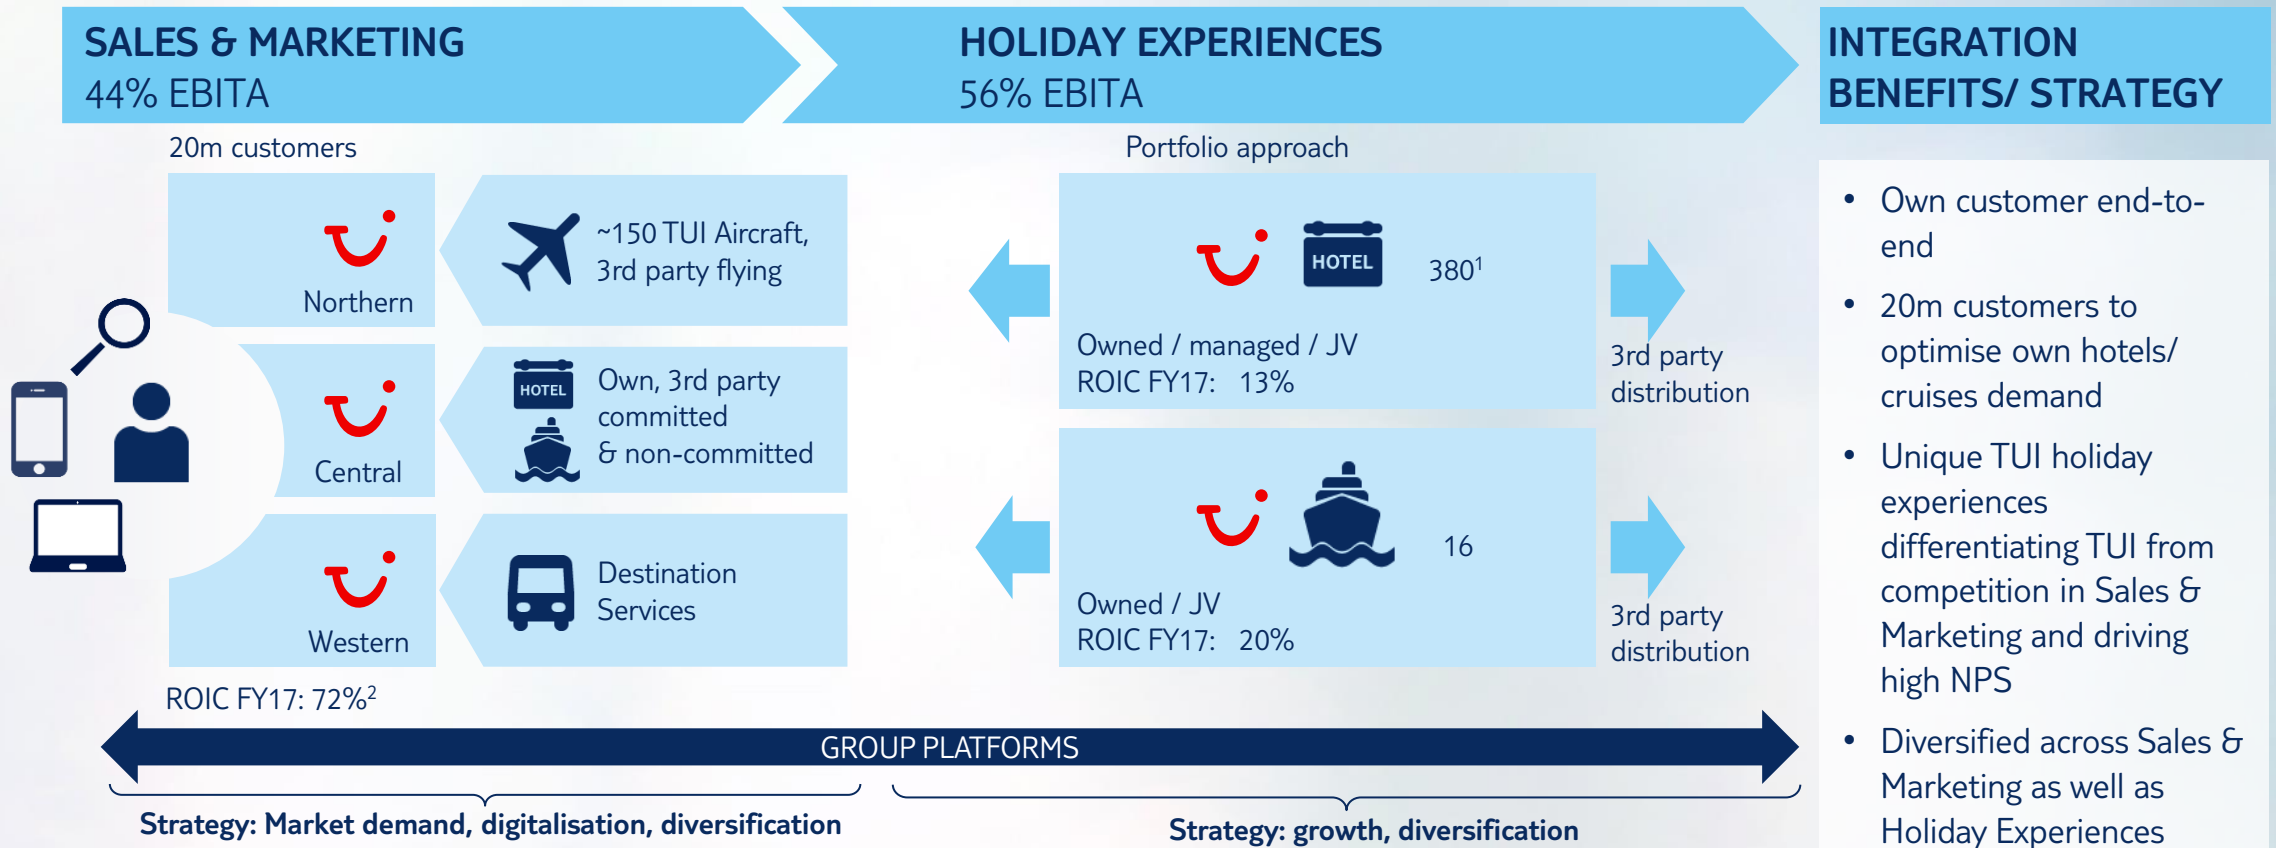 SALES & MARKETING
44% EBITA
HOLIDAY EXPERIENCES
56% EBITA
INTEGRATION
BENEFITS/ STRATEGY
20m customers
Northern
~150 TUI Aircraft,
3rd party flying
Central
HOTEL
Own, 3rd party
committed
& non-committed
Western
Destination
Services
ROIC FY17: 72%²
Portfolio approach
HOTEL
380¹
Owned / managed / JV
ROIC FY17: 13%
3rd party
distribution
16
Owned / JV
ROIC FY17: 20%
3rd party
distribution
GROUP PLATFORMS
Strategy: Market demand, digitalisation, diversification
Strategy: growth, diversification
• Own customer end-to-
end
• 20m customers to
optimise own hotels/
cruises demand
• Unique TUI holiday
experiences
differentiating TUI from
competition in Sales &
Marketing and driving
high NPS
• Diversified across Sales &
Marketing as well as
Holiday Experiences